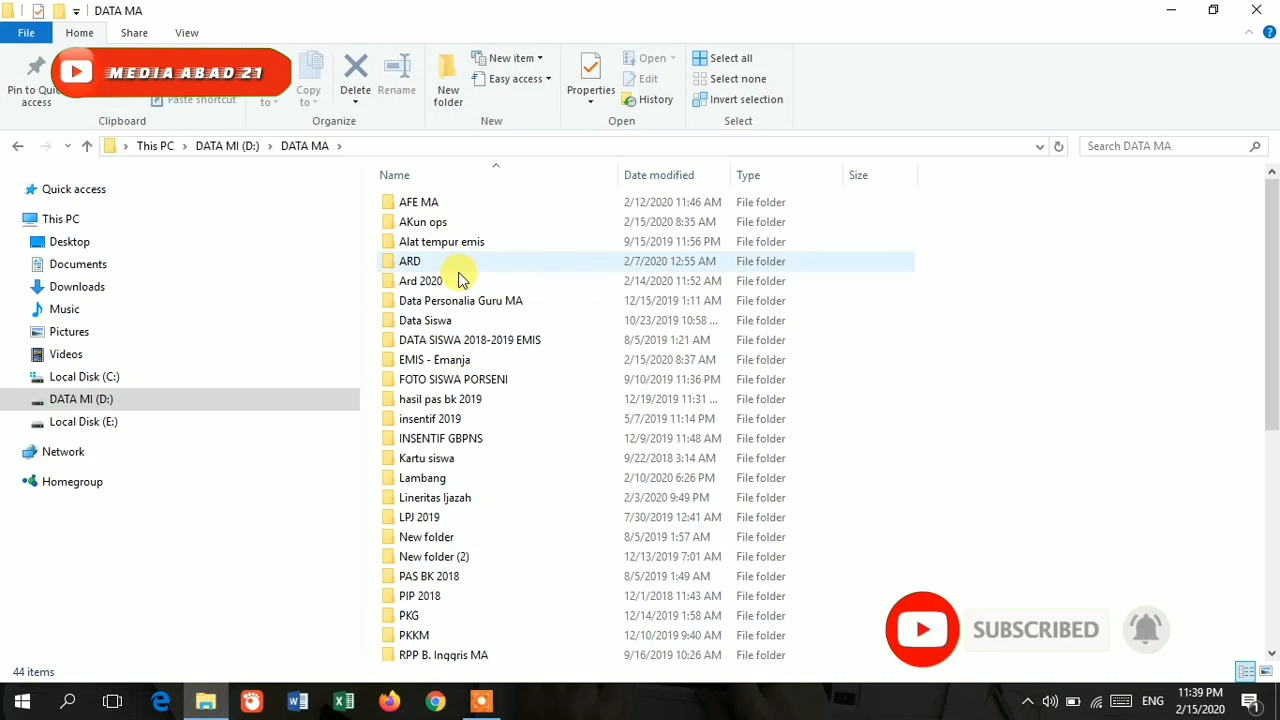 DATA MA
File Home Share View
MEDIA ABAD 21
Pin to Quick access
Paste shortcut
to
Copy to
Delete
Rename
New folder
New item
Easy access
Properties
Open
Edit
History
Select all
Select none
Invert selection
Clipboard Organize New Open Select
This PC DATA MI (D:) DATA MA
Search DATA MA
Quick access
This PC
Desktop
Documents
Downloads
Music
Pictures
Videos
Local Disk (C:)
DATA MI (D:)
Local Disk (E:)
Network
Homegroup
Name Date modified Type Size
AFE MA 2/12/2020 11:46 AM File folder
AKun ops 2/15/2020 8:35 AM File folder
Alat tempur emis 9/15/2019 11:56 PM File folder
ARD 2/7/2020 12:55 AM File folder
Ard 2020 2/14/2020 11:52 AM File folder
Data Personalia Guru MA 12/15/2019 1:11 AM File folder
Data Siswa 10/23/2019 10:58 ... File folder
DATA SISWA 2018-2019 EMIS 8/5/2019 1:21 AM File folder
EMIS - Emanja 2/15/2020 8:37 AM File folder
FOTO SISWA PORSENI 9/10/2019 11:36 PM File folder
hasil pas bk 2019 12/19/2019 11:31 ... File folder
insentif 2019 5/7/2019 11:14 PM File folder
INSENTIF GBPNS 12/9/2019 11:48 AM File folder
Kartu siswa 9/22/2018 3:14 AM File folder
Lambang 2/10/2020 6:26 PM File folder
Lineritas Ijazah 2/3/2020 9:49 PM File folder
LPJ 2019 7/30/2019 12:41 AM File folder
New folder 8/5/2019 1:57 AM File folder
New folder (2) 12/13/2019 7:01 AM File folder
PAS BK 2018 8/5/2019 1:49 AM File folder
PIP 2018 12/1/2018 11:43 AM File folder
PKG 12/14/2019 1:58 AM File folder
PKKM 12/10/2019 9:40 AM File folder
RPP B. Inggris MA 9/16/2019 10:26 AM File folder
SUBSCRIBED
44 items
ENG
11:39 PM
2/15/2020
1